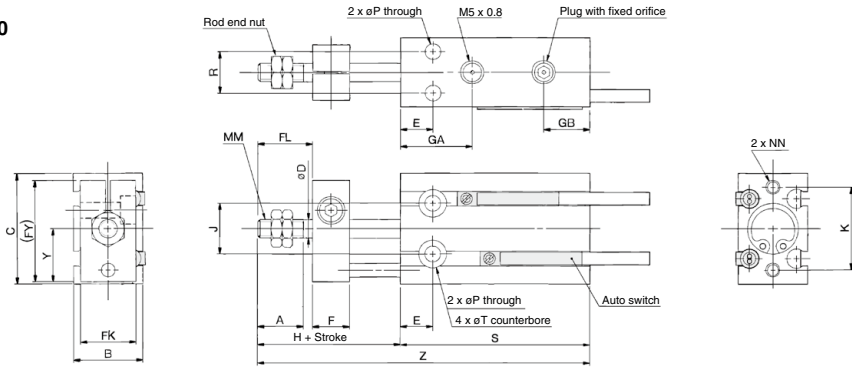 0
Rod end nut
2 x øP through
M5 x 0.8
Plug with fixed orifice
R
E
GA
GB
MM
FL
øD
2 x NN
C
(FY)
Y
J
K
A
F
E
2 x øP through
4 x øT counterbore
Auto switch
FK
B
H + Stroke
S
Z